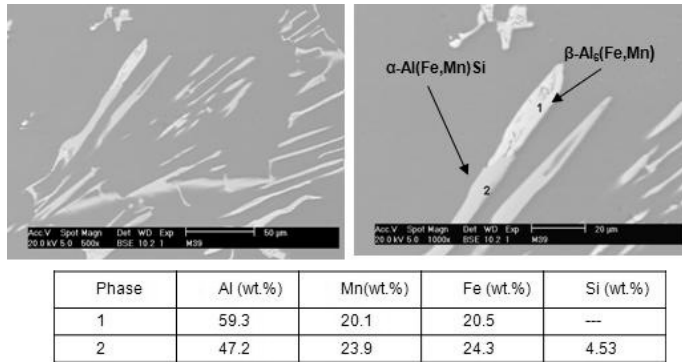 β-Al6(Fe,Mn)
α-Al(Fe,Mn)Si
1
2
Acc.V Spot Magn Det WD Exp 50 µm
20.0 kV 5.0 500x BSE 10.2 1 M39
Acc.V Spot Magn Det WD Exp 20 µm
20.0 kV 5.0 1000x BSE 10.2 1 M39
Phase Al (wt.%) Mn(wt.%) Fe (wt.%) Si (wt.%)
1 59.3 20.1 20.5 ---
2 47.2 23.9 24.3 4.53